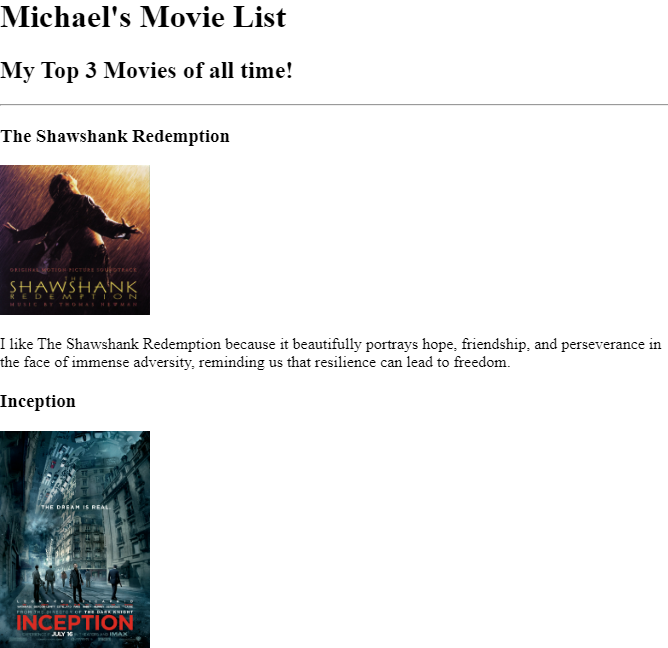 Michael's Movie List
My Top 3 Movies of all time!
The Shawshank Redemption
ORIGINAL MOTION PICTURE SOUNDTRACK
THE
SHAWSHANK
REDEMPTION
MUSIC BY THOMAS NEWMAN
I like The Shawshank Redemption because it beautifully portrays hope, friendship, and perseverance in
the face of immense adversity, reminding us that resilience can lead to freedom.
Inception
THE DREAM IS REAL.
FROM THE DIRECTOR OF THE DARK KNIGHT
INCEPTION
JULY 16
IMAX